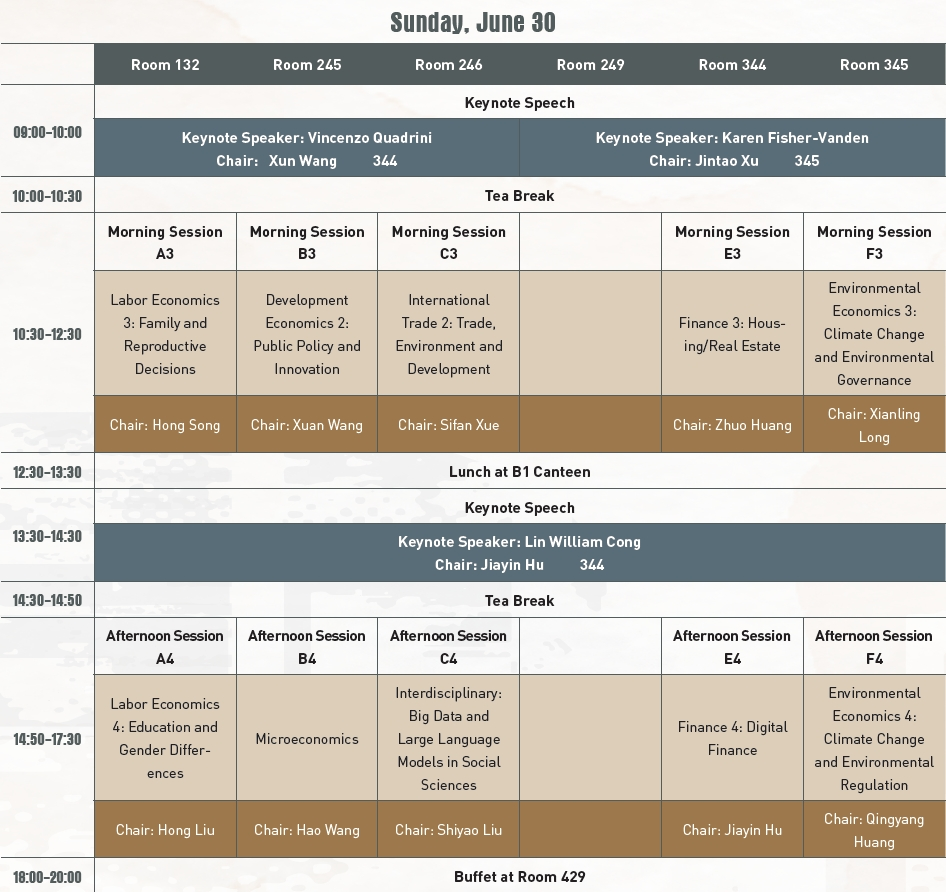 Sunday, June 30
Room 132 Room 245 Room 246 Room 249 Room 344 Room 345
09:00-10:00
Keynote Speech
Keynote Speaker: Vincenzo Quadrini
Chair: Xun Wang 344
Keynote Speaker: Karen Fisher-Vanden
Chair: Jintao Xu 345
10:00-10:30
Tea Break
10:30-12:30
Morning Session
A3
Morning Session
B3
Morning Session
C3
Morning Session
E3
Morning Session
F3
Labor Economics
3: Family and
Reproductive
Decisions
Development
Economics 2:
Public Policy and
Innovation
International
Trade 2: Trade,
Environment and
Development
Finance 3: Hous-
ing/Real Estate
Environmental
Economics 3:
Climate Change
and Environmental
Governance
Chair: Hong Song
Chair: Xuan Wang
Chair: Sifan Xue
Chair: Zhuo Huang
Chair: Xianling
Long
12:30-13:30
Lunch at B1 Canteen
13:30-14:30
Keynote Speech
Keynote Speaker: Lin William Cong
Chair: Jiayin Hu 344
14:30-14:50
Tea Break
14:50-17:30
Afternoon Session
A4
Afternoon Session
B4
Afternoon Session
C4
Afternoon Session
E4
Afternoon Session
F4
Labor Economics
4: Education and
Gender Differ-
ences
Microeconomics
Interdisciplinary:
Big Data and
Large Language
Models in Social
Sciences
Finance 4: Digital
Finance
Environmental
Economics 4:
Climate Change
and Environmental
Regulation
Chair: Hong Liu
Chair: Hao Wang
Chair: Shiyao Liu
Chair: Jiayin Hu
Chair: Qingyang
Huang
18:00-20:00
Buffet at Room 429